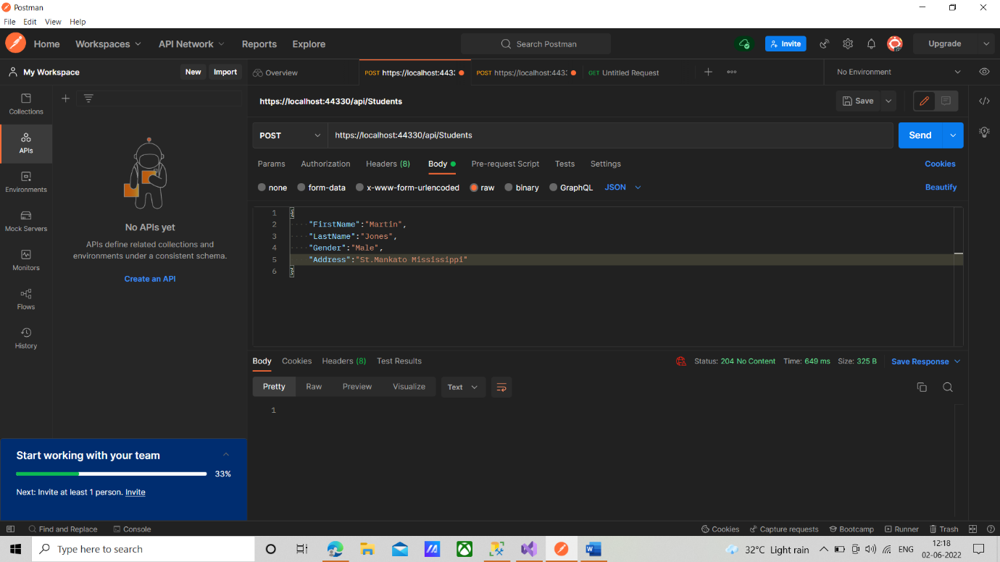 Postman
File Edit View Help
Home Workspaces API Network Reports Explore Search Postman Invite Upgrade
My Workspace New Import Overview POST https://localhost:443: POST https://localhost:443: GET Untitled Request No Environment
Collections
APIs
Environments
Mock Servers
Monitors
Flows
History
No APIs yet
APIs define related collections and
environments under a consistent schema.
Create an API
Start working with your team
33%
Next: Invite at least 1 person. Invite
https://localhost:44330/api/Students Save
POST https://localhost:44330/api/Students Send
Params Authorization Headers (8) Body Pre-request Script Tests Settings Cookies
none form-data x-www-form-urlencoded raw binary GraphQL JSON Beautify
1 {
2 "FirstName":"Martin",
3 "LastName":"Jones",
4 "Gender":"Male",
5 "Address":"St.Mankato Mississippi"
6 }
Body Cookies Headers (8) Test Results Status: 204 No Content Time: 649 ms Size: 325 B Save Response
Pretty Raw Preview Visualize Text
1
Find and Replace Console Cookies Capture requests Bootcamp Runner Trash
Type here to search 32°C Light rain ENG 12:18
02-06-2022